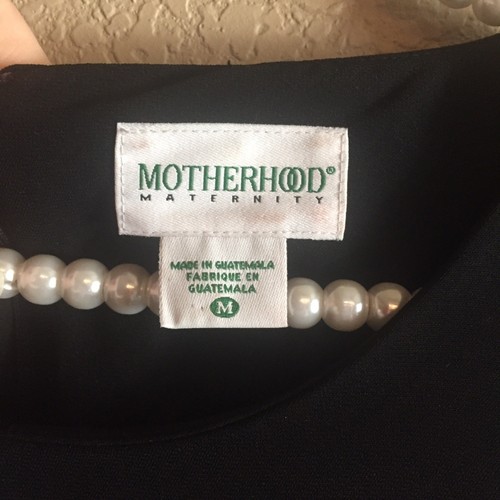 MOTHERHOOD®
MATERNITY
MADE IN GUATEMALA
FABRIQUE EN
GUATEMALA
M